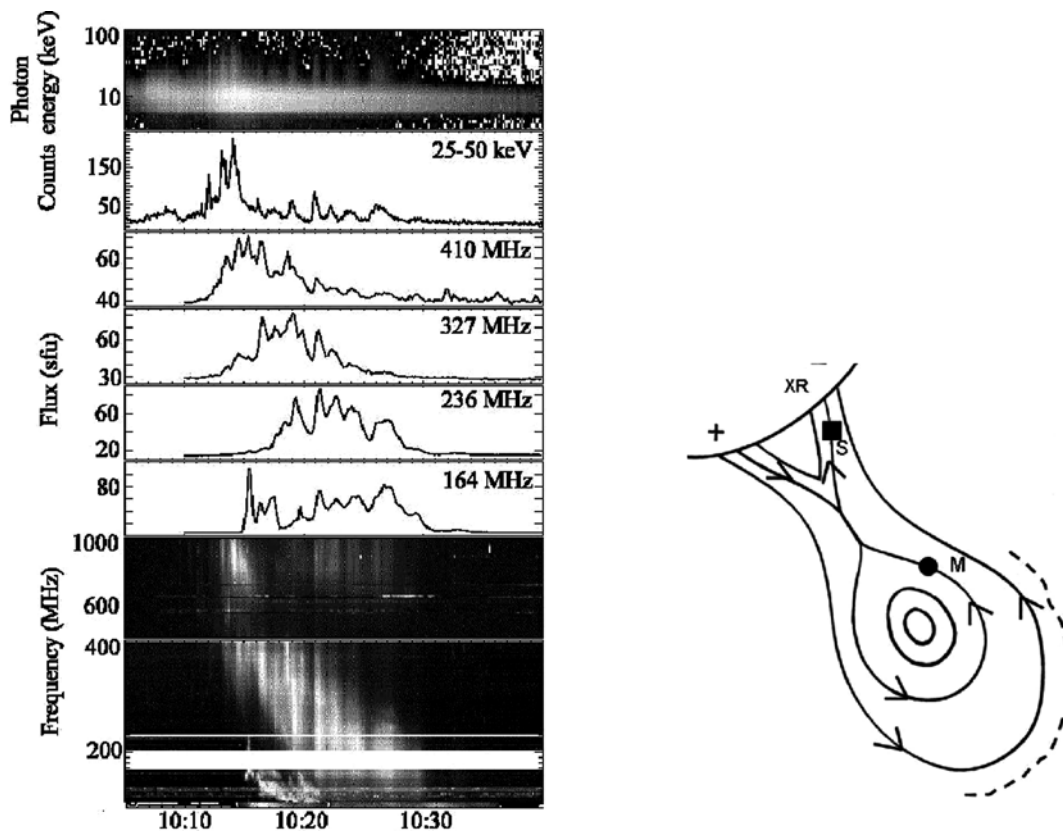 100
10
Photon
Counts energy (keV)
25-50 keV
150
50
410 MHz
60
40
327 MHz
60
30
Flux (sfu)
236 MHz
60
20
164 MHz
80
1000
600
Frequency (MHz)
400
200
10:10 10:20 10:30
−
XR
+
S
M